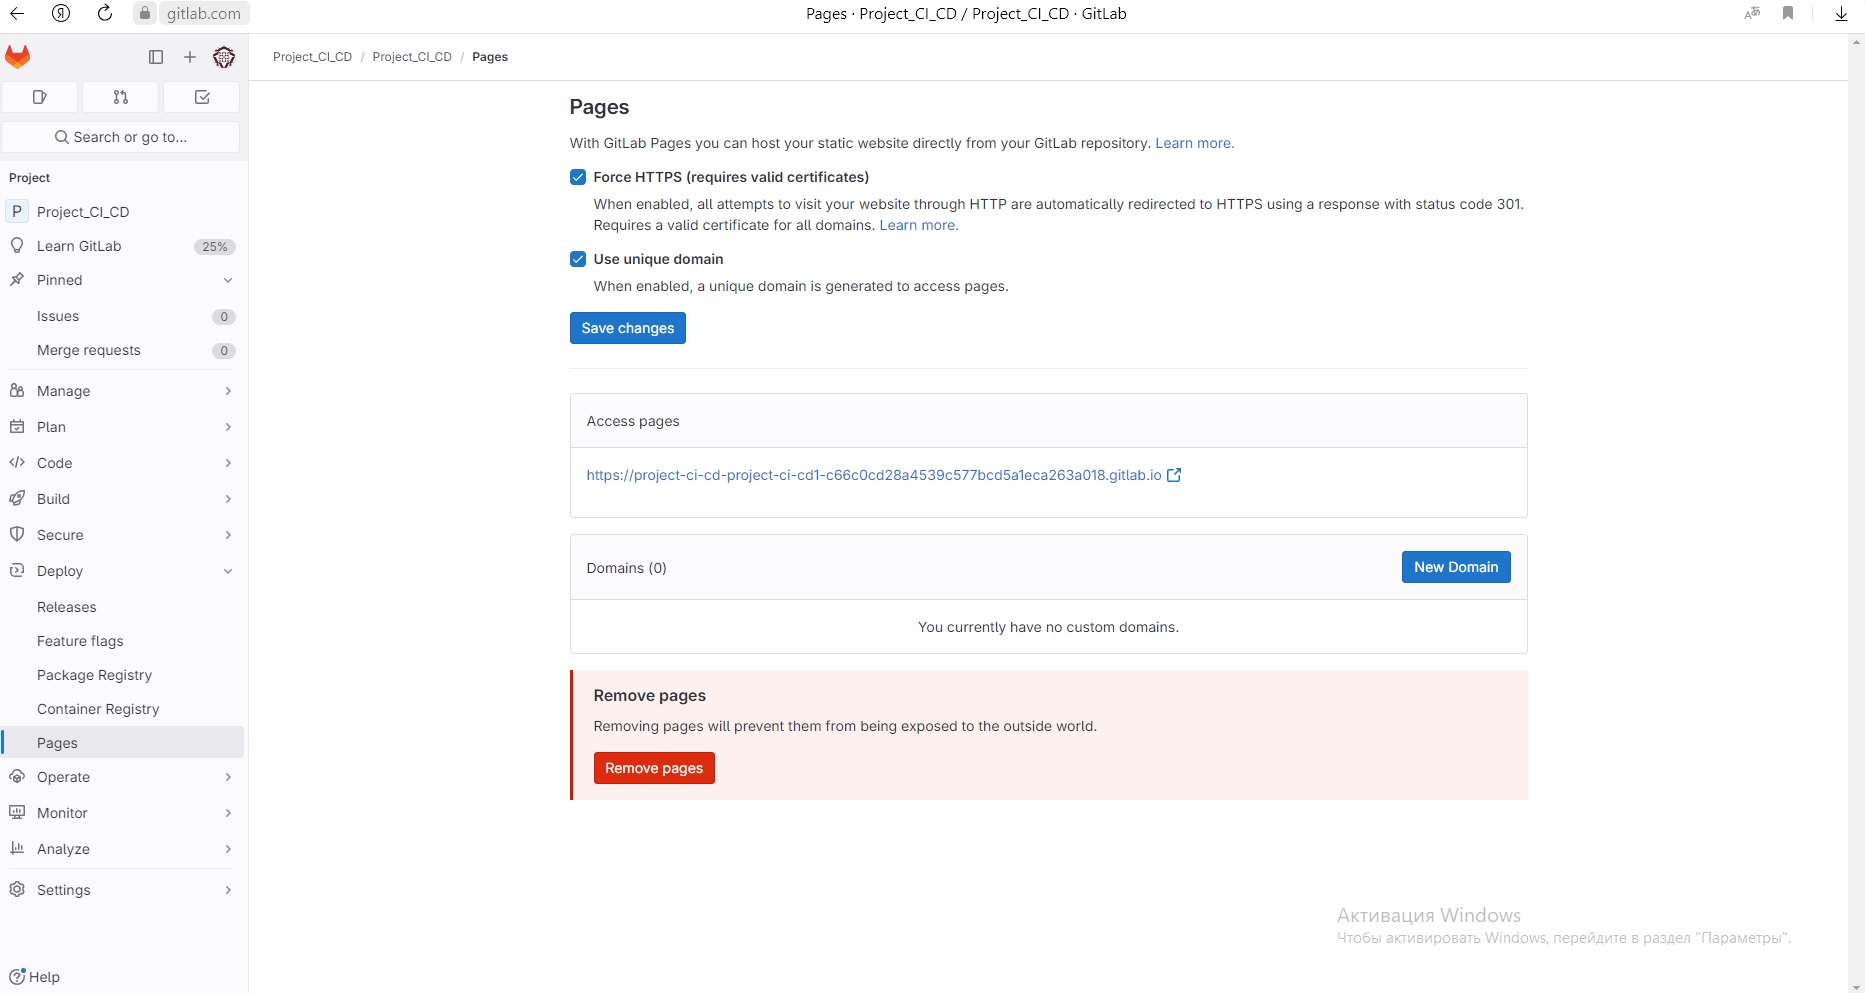 gitlab.com
Pages · Project_CI_CD / Project_CI_CD · GitLab
Project_CI_CD / Project_CI_CD / Pages
Search or go to...
Project
P Project_CI_CD
Learn GitLab 25%
Pinned
Issues 0
Merge requests 0
Manage
Plan
Code
Build
Secure
Deploy
Releases
Feature flags
Package Registry
Container Registry
Pages
Operate
Monitor
Analyze
Settings
Help
Pages
With GitLab Pages you can host your static website directly from your GitLab repository. Learn more.
Force HTTPS (requires valid certificates)
When enabled, all attempts to visit your website through HTTP are automatically redirected to HTTPS using a response with status code 301.
Requires a valid certificate for all domains. Learn more.
Use unique domain
When enabled, a unique domain is generated to access pages.
Save changes
Access pages
https://project-ci-cd-project-ci-cd1-c66c0cd28a4539c577bcd5a1eca263a018.gitlab.io
Domains (0)
New Domain
You currently have no custom domains.
Remove pages
Removing pages will prevent them from being exposed to the outside world.
Remove pages
Активация Windows
Чтобы активировать Windows, перейдите в раздел "Параметры".